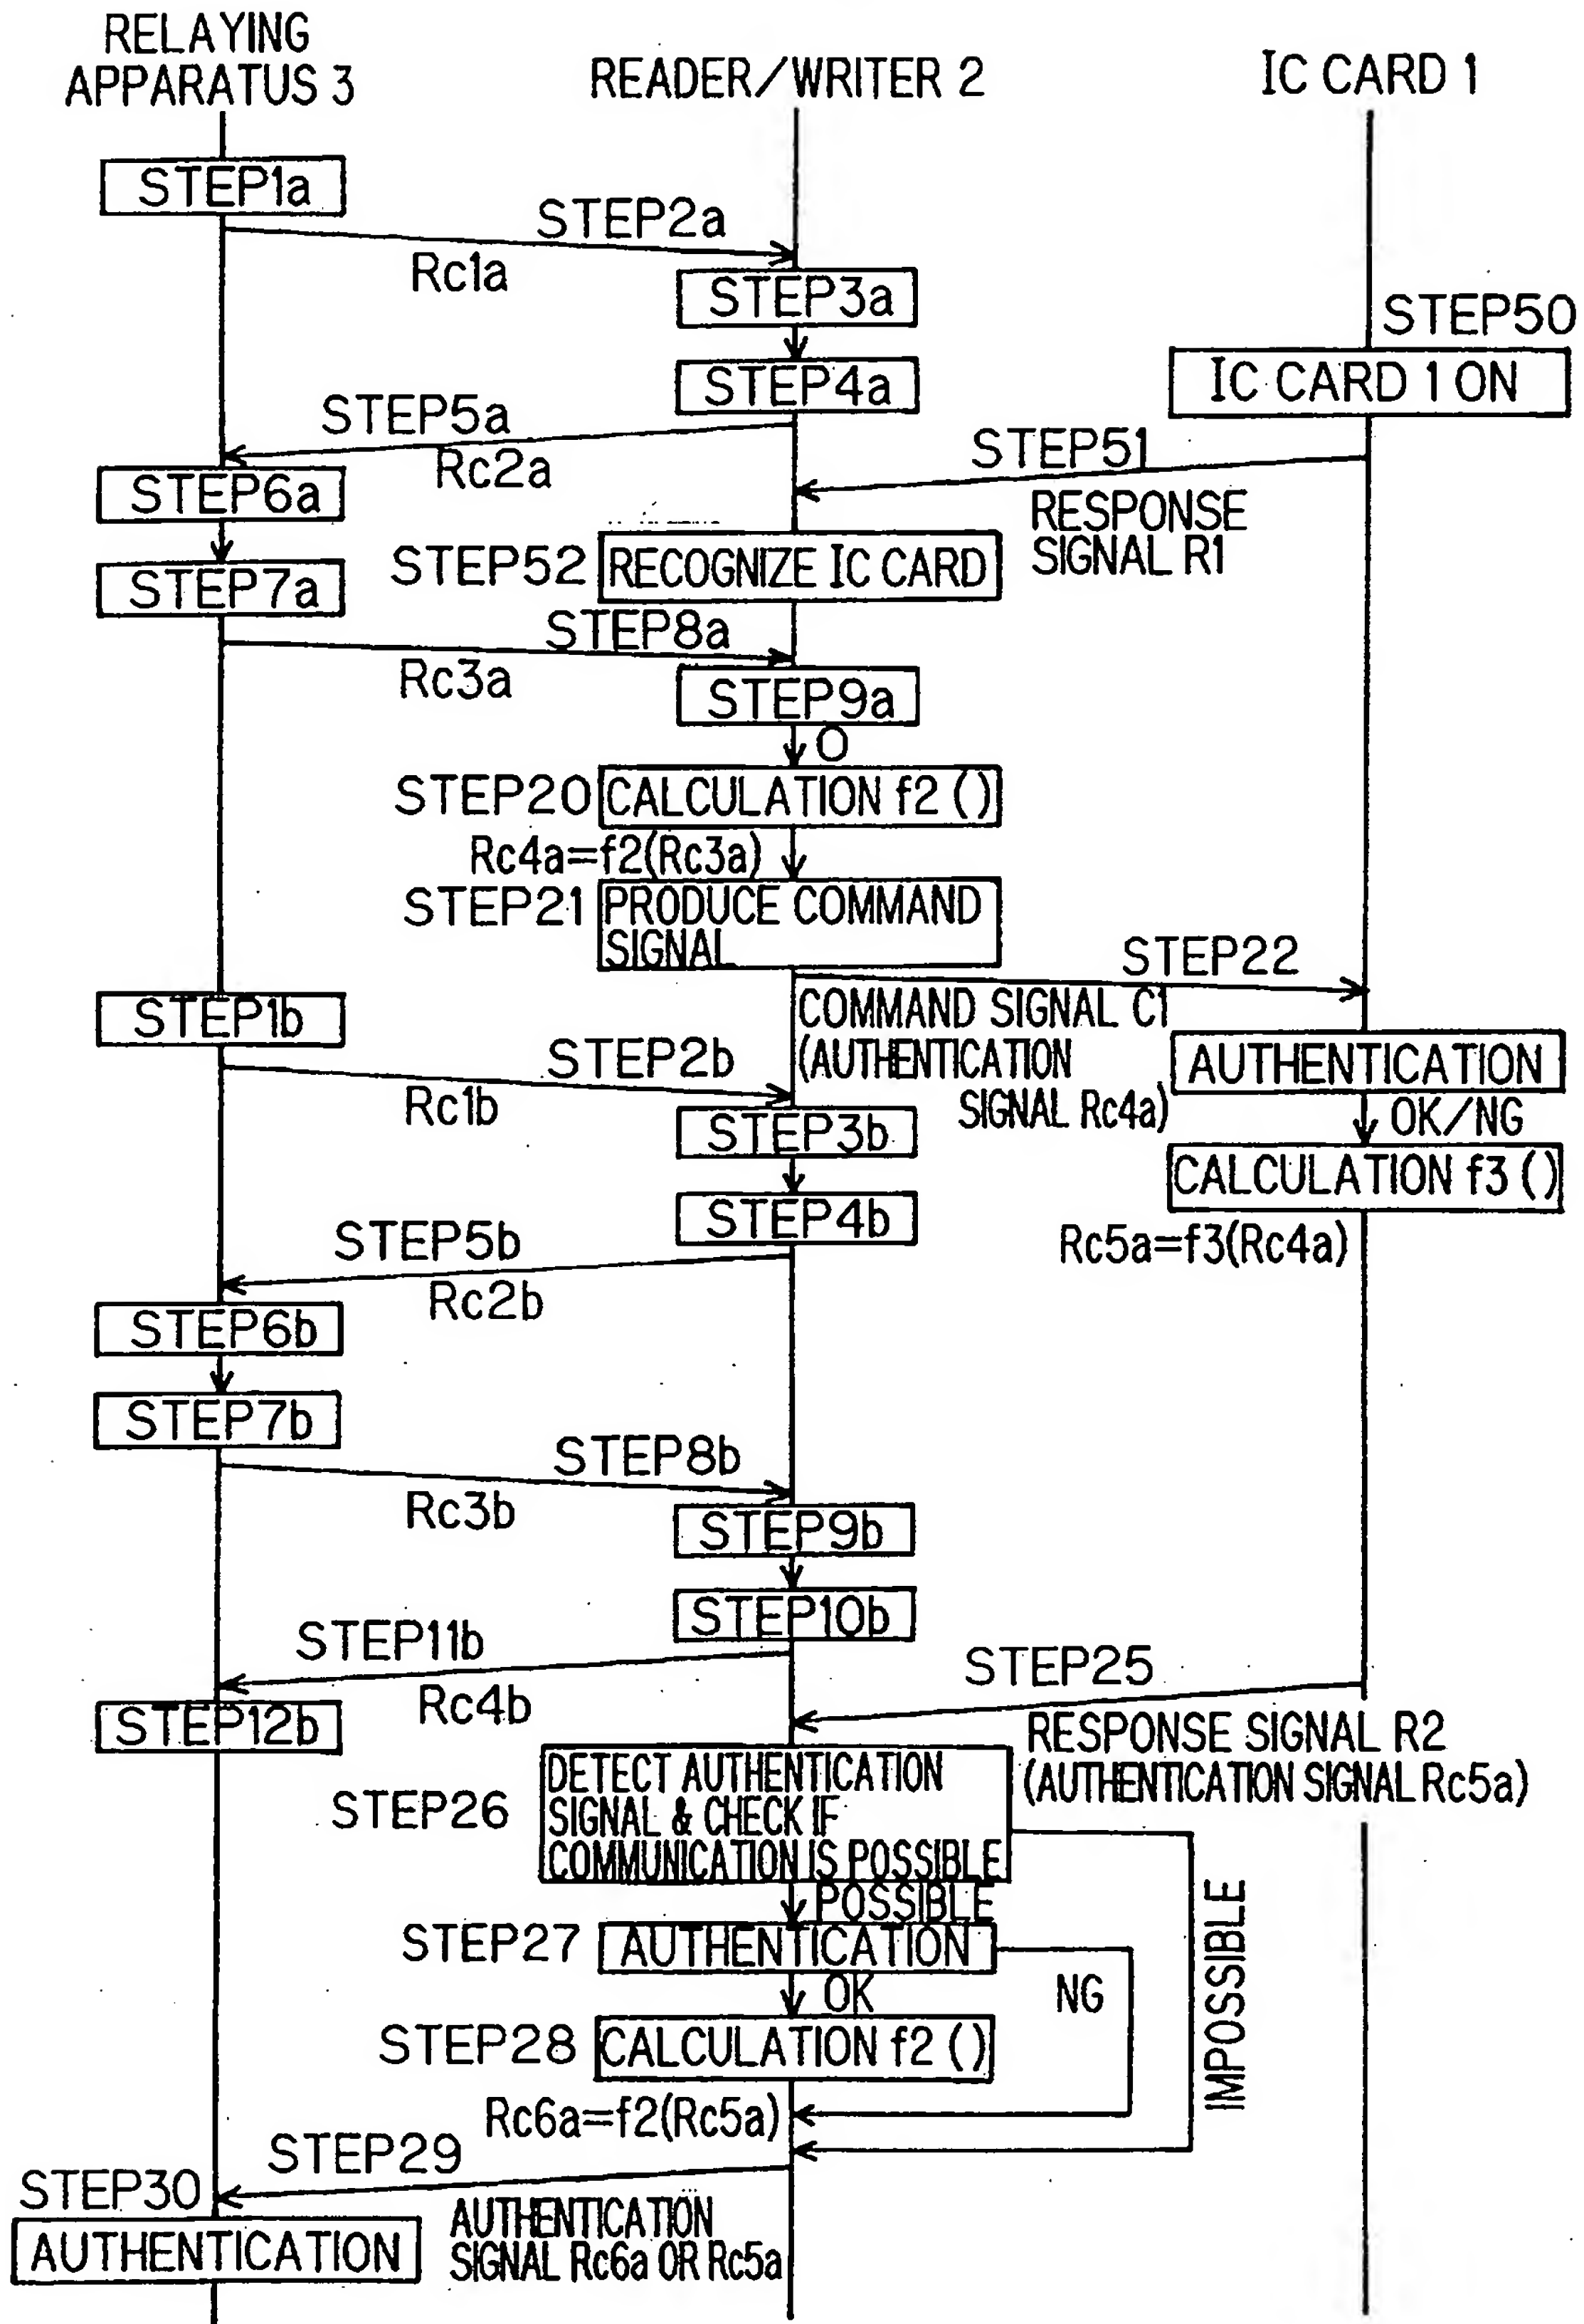 RELAYING
APPARATUS 3
READER/WRITER 2
IC CARD 1
STEP1a
STEP2a
Rc1a
STEP3a
STEP50
STEP4a
IC CARD 1 ON
STEP5a
Rc2a
STEP51
STEP6a
RESPONSE
SIGNAL R1
STEP52
RECOGNIZE IC CARD
STEP7a
STEP8a
Rc3a
STEP9a
O
STEP20
CALCULATION f2 ()
Rc4a=f2(Rc3a)
STEP21
PRODUCE COMMAND
SIGNAL
STEP22
STEP1b
COMMAND SIGNAL C1
(AUTHENTICATION
SIGNAL Rc4a)
STEP2b
Rc1b
AUTHENTICATION
OK/NG
STEP3b
CALCULATION f3 ()
STEP4b
Rc5a=f3(Rc4a)
STEP5b
Rc2b
STEP6b
STEP7b
STEP8b
Rc3b
STEP9b
STEP10b
STEP11b
Rc4b
STEP25
STEP12b
RESPONSE SIGNAL R2
(AUTHENTICATION SIGNAL Rc5a)
STEP26
DETECT AUTHENTICATION
SIGNAL & CHECK IF
COMMUNICATION IS POSSIBLE
POSSIBLE
IMPOSSIBLE
STEP27
AUTHENTICATION
OK
NG
STEP28
CALCULATION f2 ()
Rc6a=f2(Rc5a)
STEP29
STEP30
AUTHENTICATION
AUTHENTICATION
SIGNAL Rc6a OR Rc5a